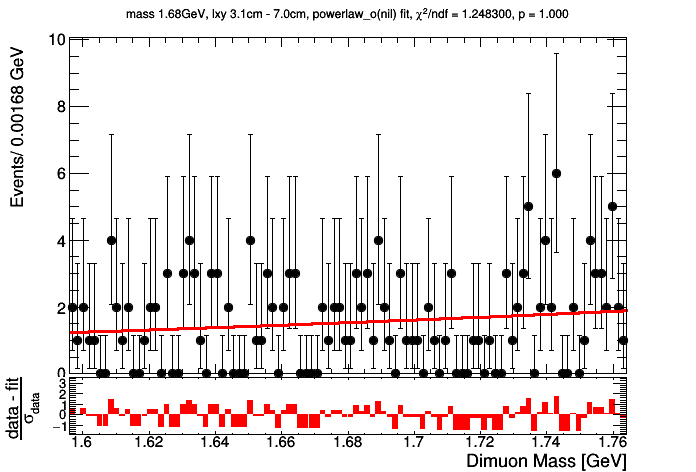 mass 1.68GeV, lxy 3.1cm - 7.0cm, powerlaw_o(nil) fit, χ²/ndf = 1.248300, p = 1.000
Events/ 0.00168 GeV
10
8
6
4
2
0
data - fit
σdata
3
2
1
0
−1
1.6 1.62 1.64 1.66 1.68 1.7 1.72 1.74 1.76
Dimuon Mass [GeV]